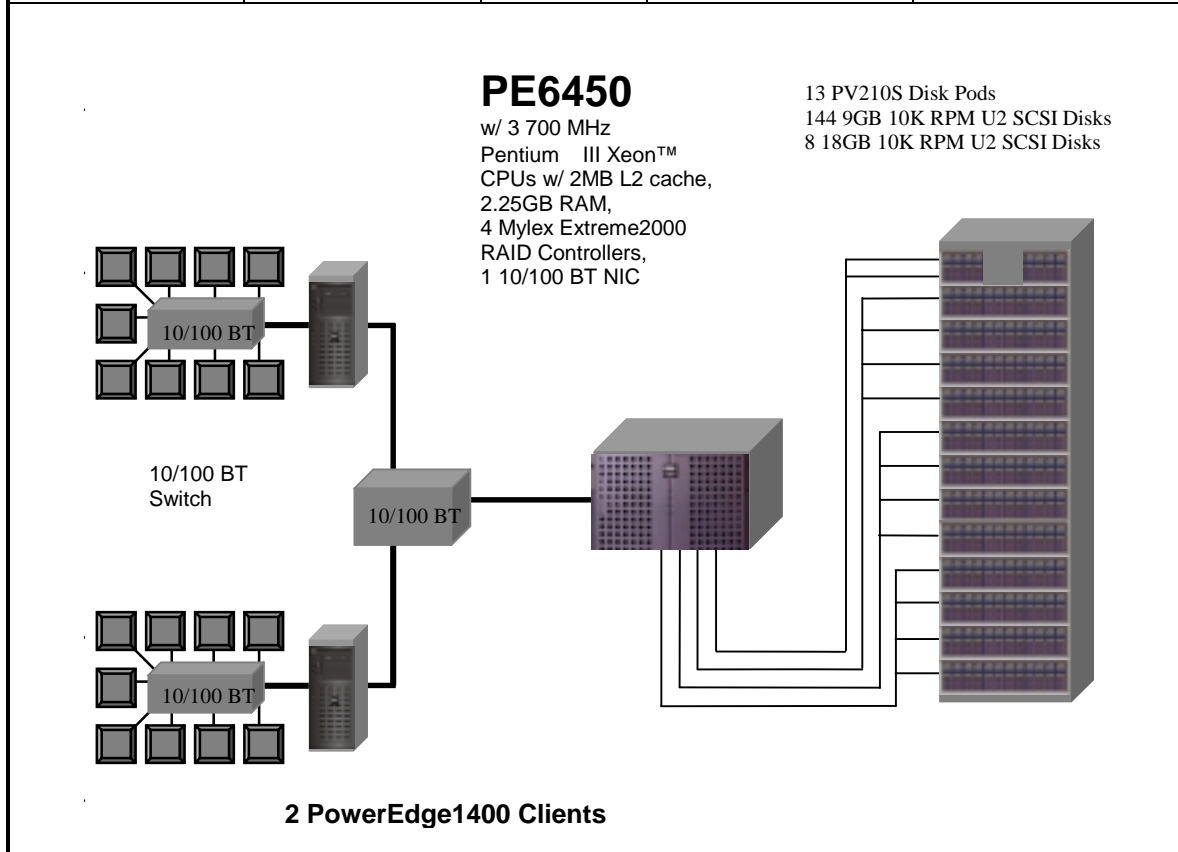 PE6450
w/ 3 700 MHz
Pentium III Xeon™
CPUs w/ 2MB L2 cache,
2.25GB RAM,
4 Mylex Extreme2000
RAID Controllers,
1 10/100 BT NIC
13 PV210S Disk Pods
144 9GB 10K RPM U2 SCSI Disks
8 18GB 10K RPM U2 SCSI Disks
10/100 BT
10/100 BT
Switch
10/100 BT
10/100 BT
2 PowerEdge1400 Clients